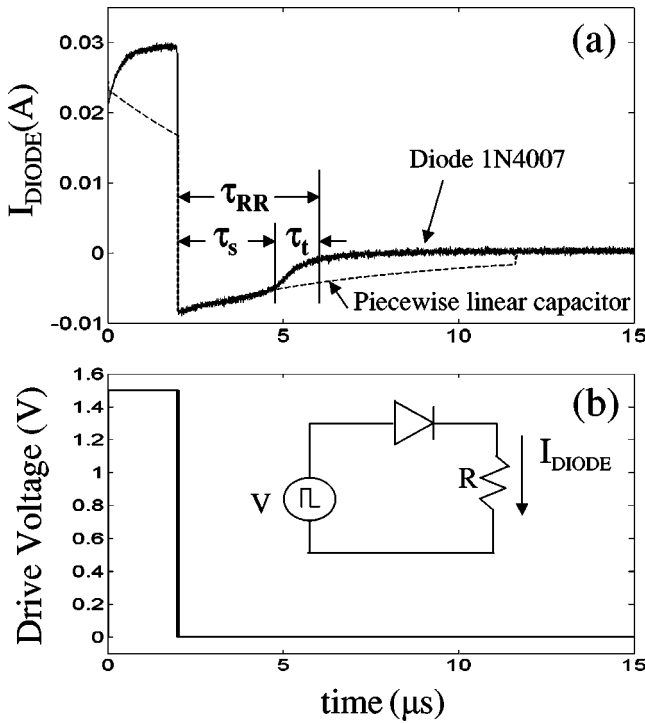 (a)
I_DIODE(A)
0.03
0.02
0.01
0
-0.01
τ_RR
τ_s
τ_t
Diode 1N4007
Piecewise linear capacitor
0
5
10
15
(b)
Drive Voltage (V)
1.6
1.4
1.2
1
0.8
0.6
0.4
0.2
0
V
R
I_DIODE
0
5
10
15
time (μs)